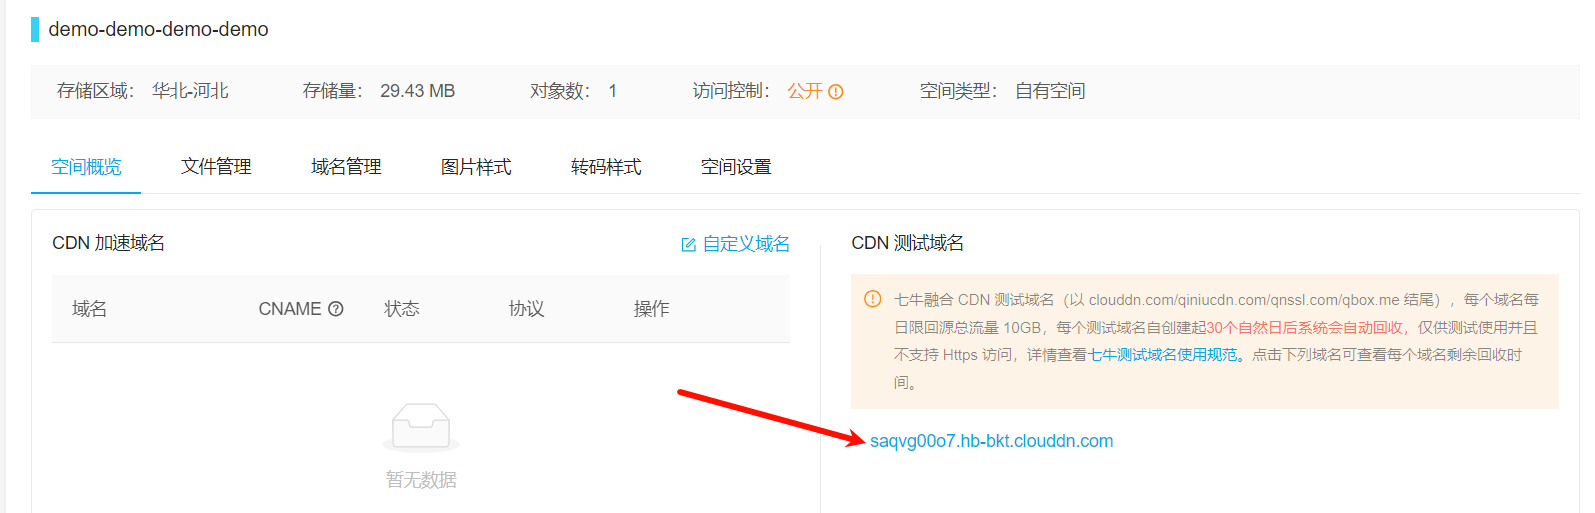 demo-demo-demo-demo
存储区域： 华北-河北 存储量： 29.43 MB 对象数： 1 访问控制： 公开 空间类型： 自有空间
空间概览 文件管理 域名管理 图片样式 转码样式 空间设置
CDN 加速域名 自定义域名
域名 CNAME 状态 协议 操作
暂无数据
CDN 测试域名
七牛融合 CDN 测试域名（以 clouddn.com/qiniucdn.com/qnssl.com/qbox.me 结尾），每个域名每
日限回源总流量 10GB，每个测试域名自创建起30个自然日后系统会自动回收，仅供测试使用并且
不支持 Https 访问，详情查看七牛测试域名使用规范。点击下列域名可查看每个域名剩余回收时
间。
saqvg00o7.hb-bkt.clouddn.com